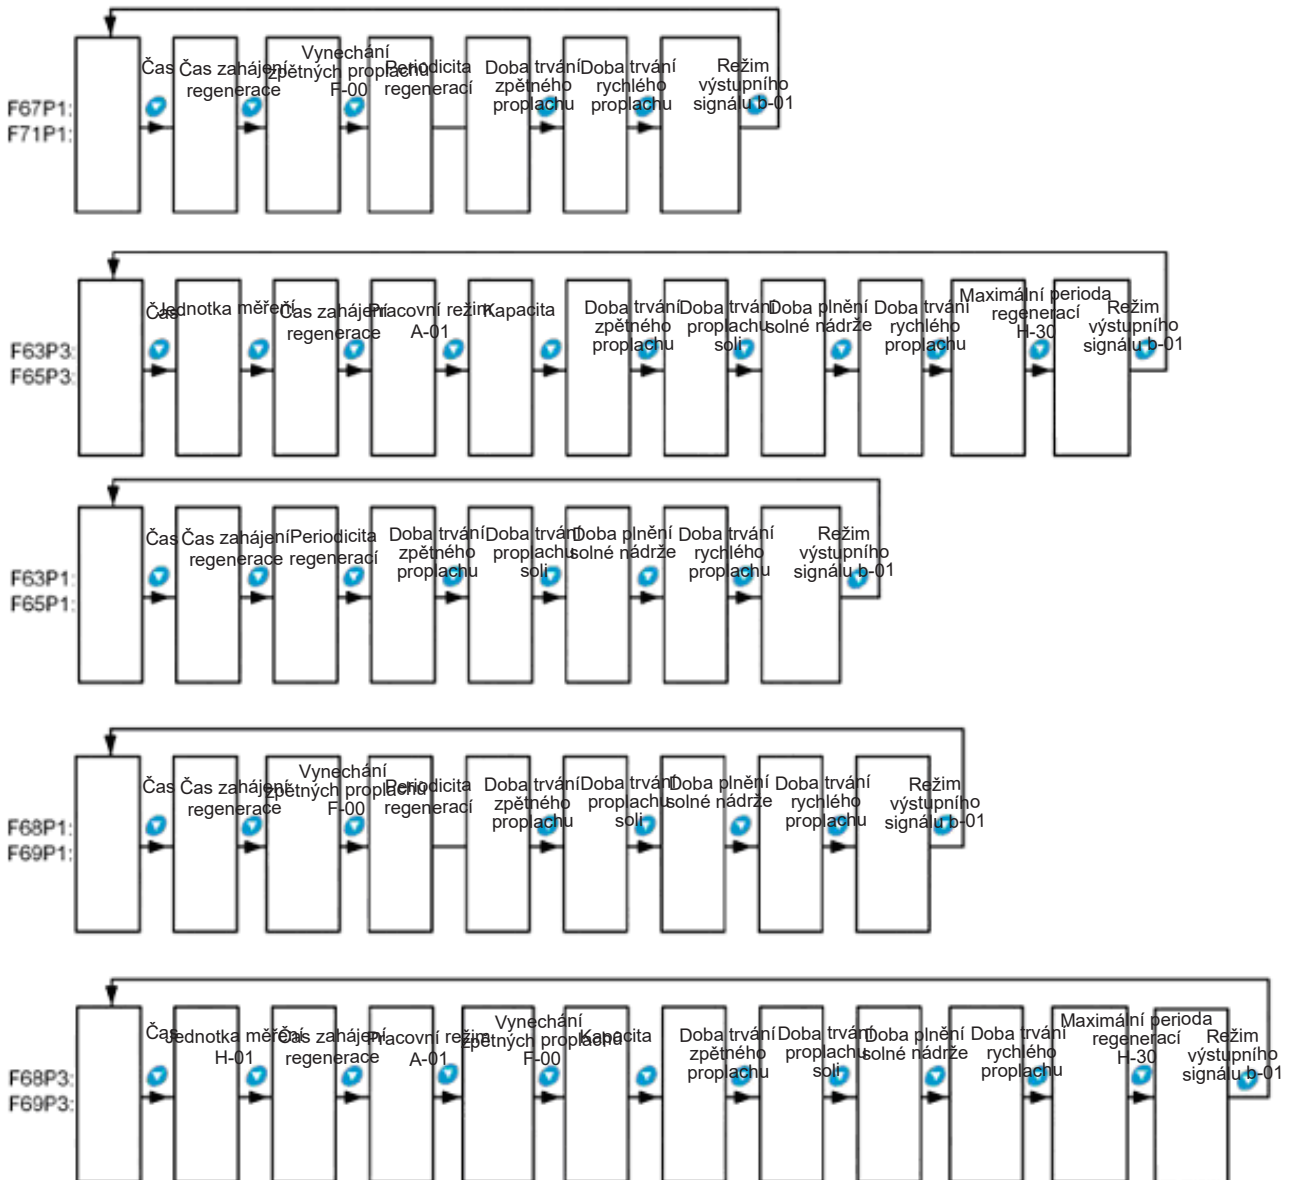 F67P1:
F71P1:
Čas
Čas zahájení
regenerace
Vynechání
zpětných proplachů
F-00
Periodicita
regenerací
Doba trvání
zpětného
proplachu
Doba trvání
rychlého
proplachu
Režim
výstupního
signálu b-01
F63P3:
F65P3:
Čas
Jednotka měření
Čas zahájení
regenerace
Pracovní režim
A-01
Kapacita
Doba trvání
zpětného
proplachu
Doba trvání
proplachu
soli
Doba plnění
solné nádrže
Doba trvání
rychlého
proplachu
Maximální perioda
regenerací
H-30
Režim
výstupního
signálu b-01
F63P1:
F65P1:
Čas
Čas zahájení
regenerace
Periodicita
regenerací
Doba trvání
zpětného
proplachu
Doba trvání
proplachu
soli
Doba plnění
solné nádrže
Doba trvání
rychlého
proplachu
Režim
výstupního
signálu b-01
F68P1:
F69P1:
Čas
Čas zahájení
regenerace
Vynechání
zpětných proplachů
F-00
Periodicita
regenerací
Doba trvání
zpětného
proplachu
Doba trvání
proplachu
soli
Doba plnění
solné nádrže
Doba trvání
rychlého
proplachu
Režim
výstupního
signálu b-01
F68P3:
F69P3:
Čas
Jednotka měření
H-01
Čas zahájení
regenerace
Pracovní režim
A-01
Vynechání
zpětných proplachů
F-00
Kapacita
Doba trvání
zpětného
proplachu
Doba trvání
proplachu
soli
Doba plnění
solné nádrže
Doba trvání
rychlého
proplachu
Maximální perioda
regenerací
H-30
Režim
výstupního
signálu b-01